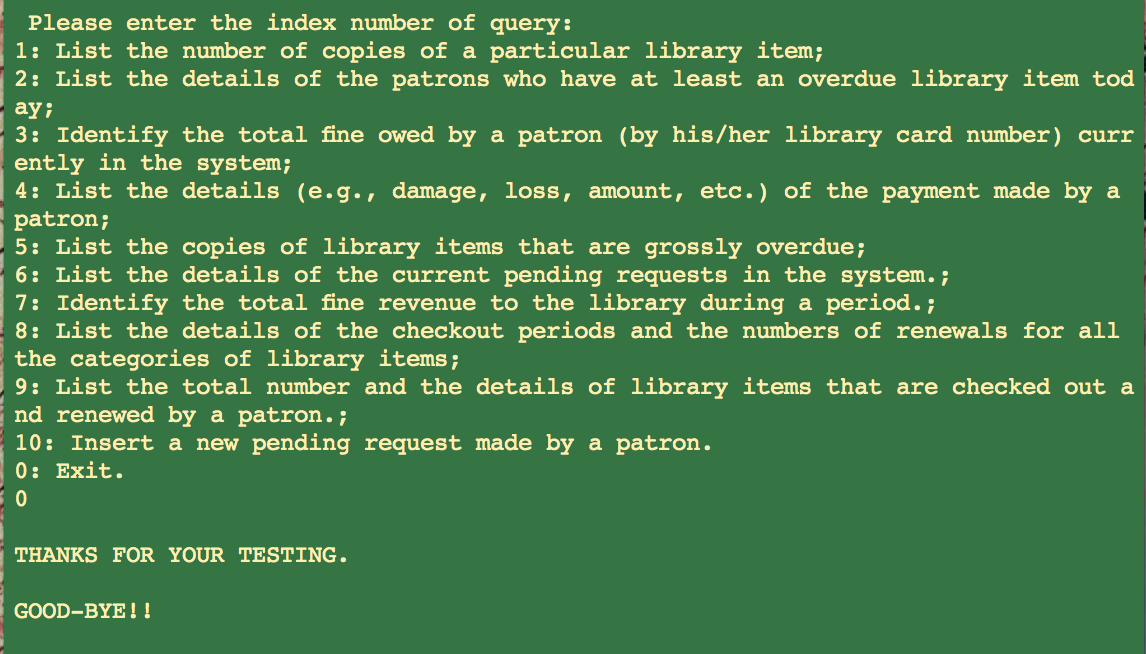 Please enter the index number of query:
1: List the number of copies of a particular library item;
2: List the details of the patrons who have at least an overdue library item tod
ay;
3: Identify the total fine owed by a patron (by his/her library card number) curr
ently in the system;
4: List the details (e.g., damage, loss, amount, etc.) of the payment made by a
patron;
5: List the copies of library items that are grossly overdue;
6: List the details of the current pending requests in the system.;
7: Identify the total fine revenue to the library during a period.;
8: List the details of the checkout periods and the numbers of renewals for all
the categories of library items;
9: List the total number and the details of library items that are checked out a
nd renewed by a patron.;
10: Insert a new pending request made by a patron.
0: Exit.
0
THANKS FOR YOUR TESTING.
GOOD-BYE!!